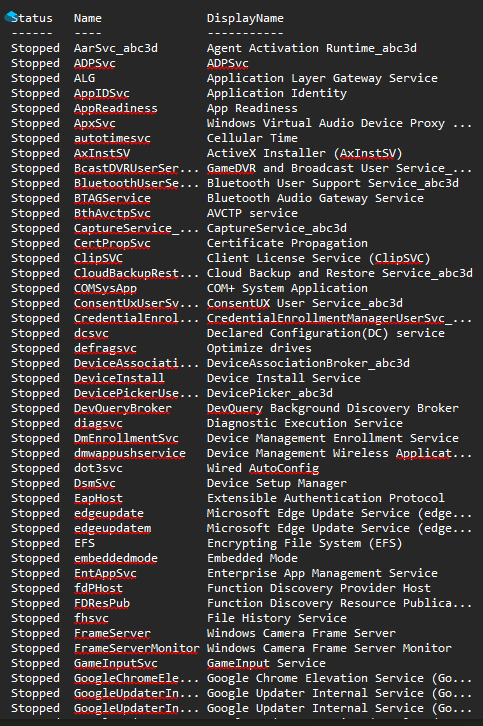 Status Name DisplayName
------ ---- -----------
Stopped AarSvc_abc3d Agent Activation Runtime_abc3d
Stopped ADPSvc ADPSvc
Stopped ALG Application Layer Gateway Service
Stopped AppIDSvc Application Identity
Stopped AppReadiness App Readiness
Stopped ApxSvc Windows Virtual Audio Device Proxy ...
Stopped autotimesvc Cellular Time
Stopped AxInstSV ActiveX Installer (AxInstSV)
Stopped BcastDVRUserSer... GameDVR and Broadcast User Service_...
Stopped BluetoothUserSe... Bluetooth User Support Service_abc3d
Stopped BTAGService Bluetooth Audio Gateway Service
Stopped BthAvctpSvc AVCTP service
Stopped CaptureService_... CaptureService_abc3d
Stopped CertPropSvc Certificate Propagation
Stopped ClipSVC Client License Service (ClipSVC)
Stopped CloudBackupRest... Cloud Backup and Restore Service_abc3d
Stopped COMSysApp COM+ System Application
Stopped ConsentUxUserSv... ConsentUX User Service_abc3d
Stopped CredentialEnrol... CredentialEnrollmentManagerUserSvc_...
Stopped dcsvc Declared Configuration(DC) service
Stopped defragsvc Optimize drives
Stopped DeviceAssociati... DeviceAssociationBroker_abc3d
Stopped DeviceInstall Device Install Service
Stopped DevicePickerUse... DevicePicker_abc3d
Stopped DevQueryBroker DevQuery Background Discovery Broker
Stopped diagsvc Diagnostic Execution Service
Stopped DmEnrollmentSvc Device Management Enrollment Service
Stopped dmwappushservice Device Management Wireless Applicat...
Stopped dot3svc Wired AutoConfig
Stopped DsmSvc Device Setup Manager
Stopped EapHost Extensible Authentication Protocol
Stopped edgeupdate Microsoft Edge Update Service (edge...
Stopped edgeupdatem Microsoft Edge Update Service (edge...
Stopped EFS Encrypting File System (EFS)
Stopped embeddedmode Embedded Mode
Stopped EntAppSvc Enterprise App Management Service
Stopped fdPHost Function Discovery Provider Host
Stopped FDResPub Function Discovery Resource Publica...
Stopped fhsvc File History Service
Stopped FrameServer Windows Camera Frame Server
Stopped FrameServerMonitor Windows Camera Frame Server Monitor
Stopped GameInputSvc GameInput Service
Stopped GoogleChromeEle... Google Chrome Elevation Service (Go...
Stopped GoogleUpdaterIn... Google Updater Internal Service (Go...
Stopped GoogleUpdaterIn... Google Updater Internal Service (Go...